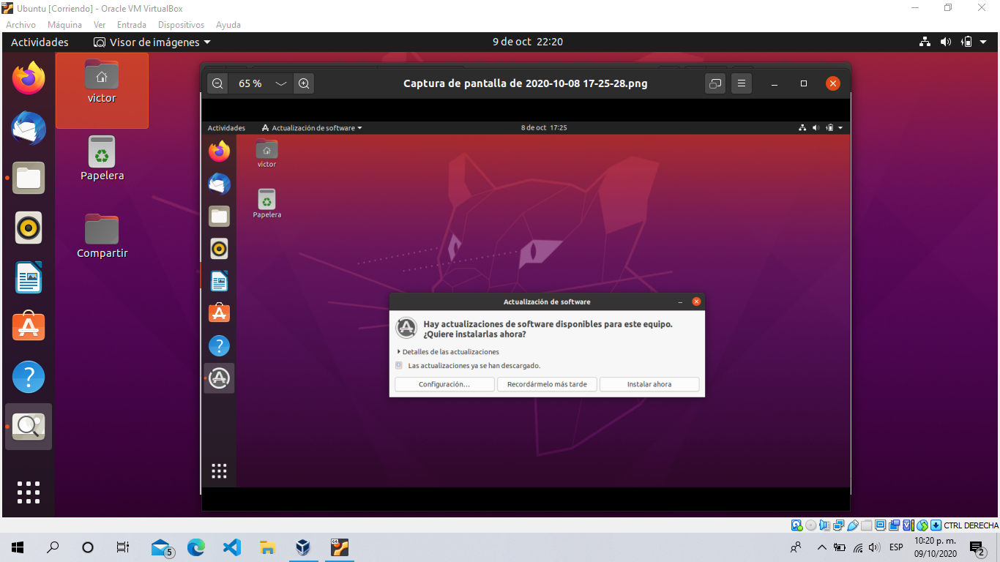 Ubuntu [Corriendo] - Oracle VM VirtualBox
Archivo Máquina Ver Entrada Dispositivos Ayuda
Actividades Visor de imágenes 9 de oct 22:20
victor
Papelera
Compartir
65 % Captura de pantalla de 2020-10-08 17-25-28.png
Actividades Actualización de software 8 de oct 17:25
victor
Papelera
Actualización de software
Hay actualizaciones de software disponibles para este equipo.
¿Quiere instalarlas ahora?
Detalles de las actualizaciones
Las actualizaciones ya se han descargado.
Configuración... Recordármelo más tarde Instalar ahora
CTRL DERECHA
5 ESP 10:20 p. m.
09/10/2020 2